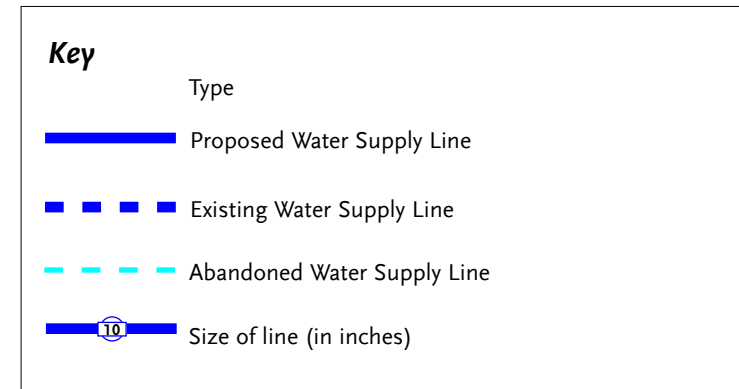 Key
Type
Proposed Water Supply Line
Existing Water Supply Line
Abandoned Water Supply Line
10 Size of line (in inches)